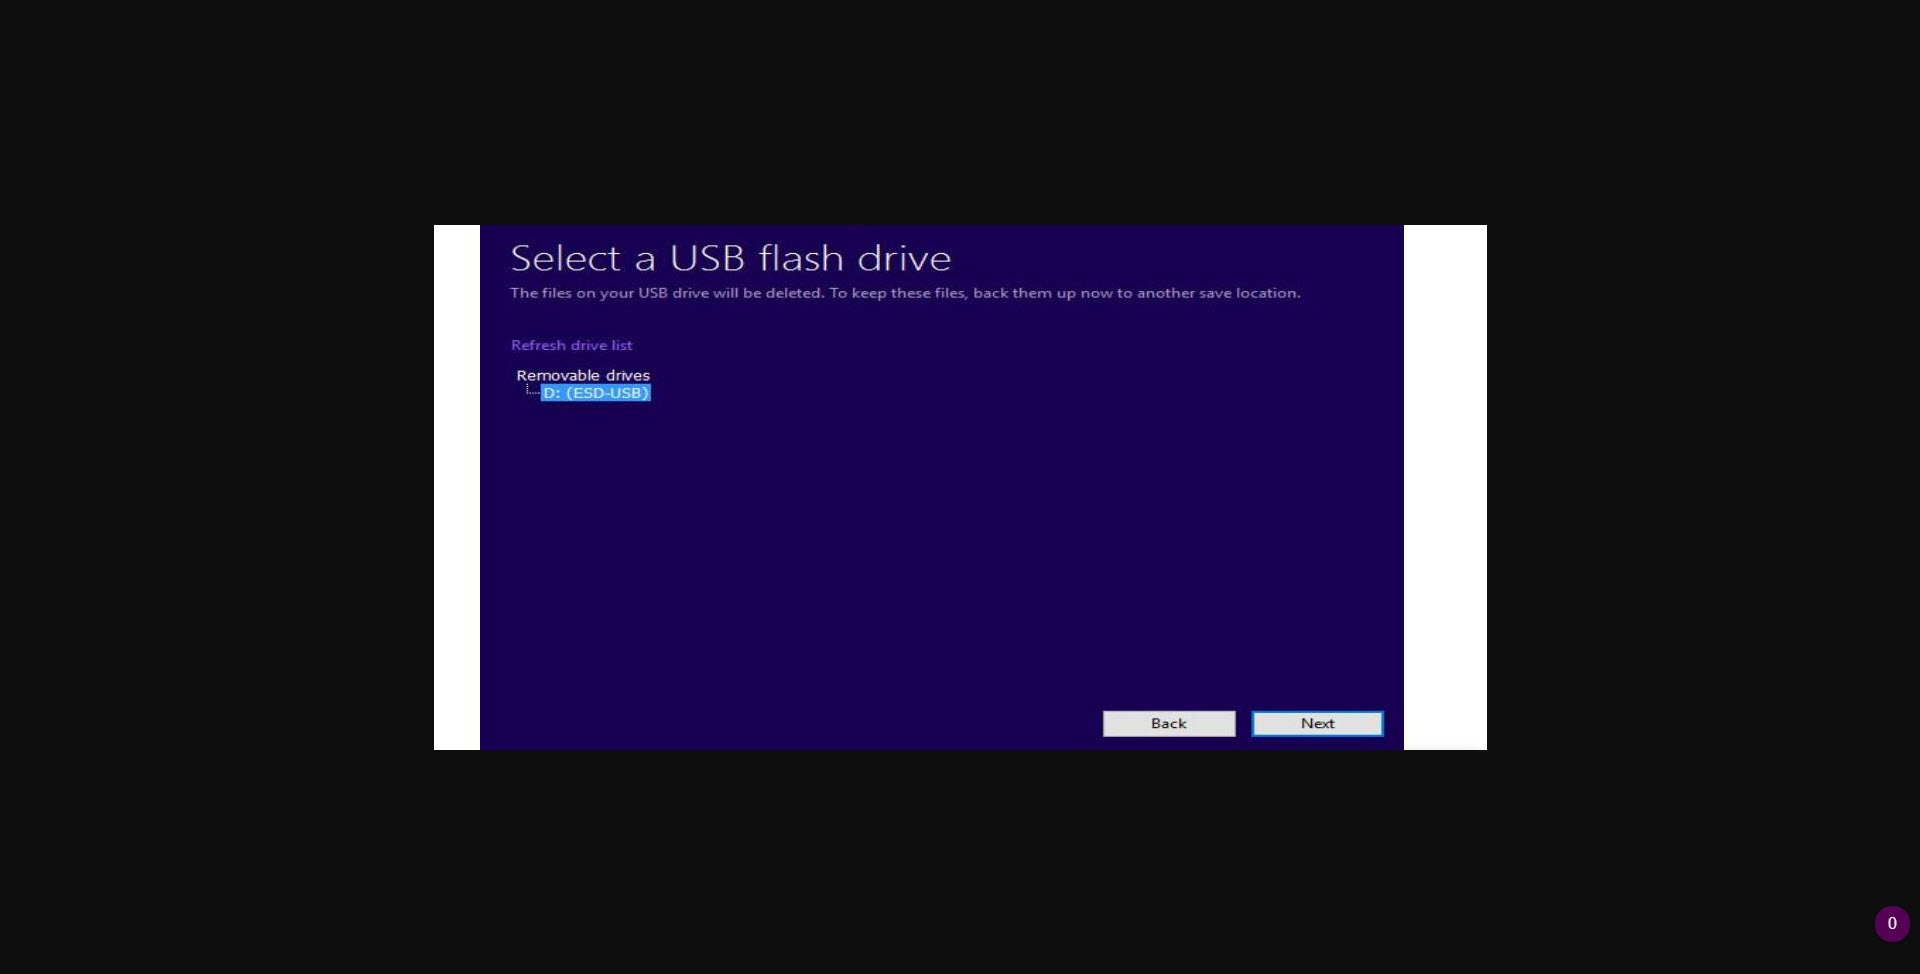 Select a USB flash drive
The files on your USB drive will be deleted. To keep these files, back them up now to another save location.
Refresh drive list
Removable drives
D: (ESD-USB)
Back Next
0